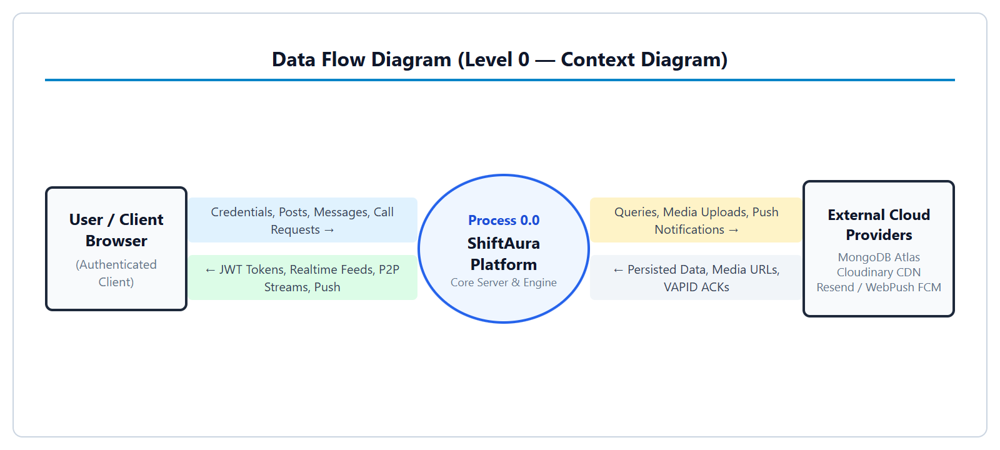 Data Flow Diagram (Level 0 — Context Diagram)
User / Client
Browser
(Authenticated
Client)
Credentials, Posts, Messages, Call
Requests →
← JWT Tokens, Realtime Feeds, P2P
Streams, Push
Process 0.0
ShiftAura
Platform
Core Server & Engine
Queries, Media Uploads, Push
Notifications →
← Persisted Data, Media URLs,
VAPID ACKs
External Cloud
Providers
MongoDB Atlas
Cloudinary CDN
Resend / WebPush FCM